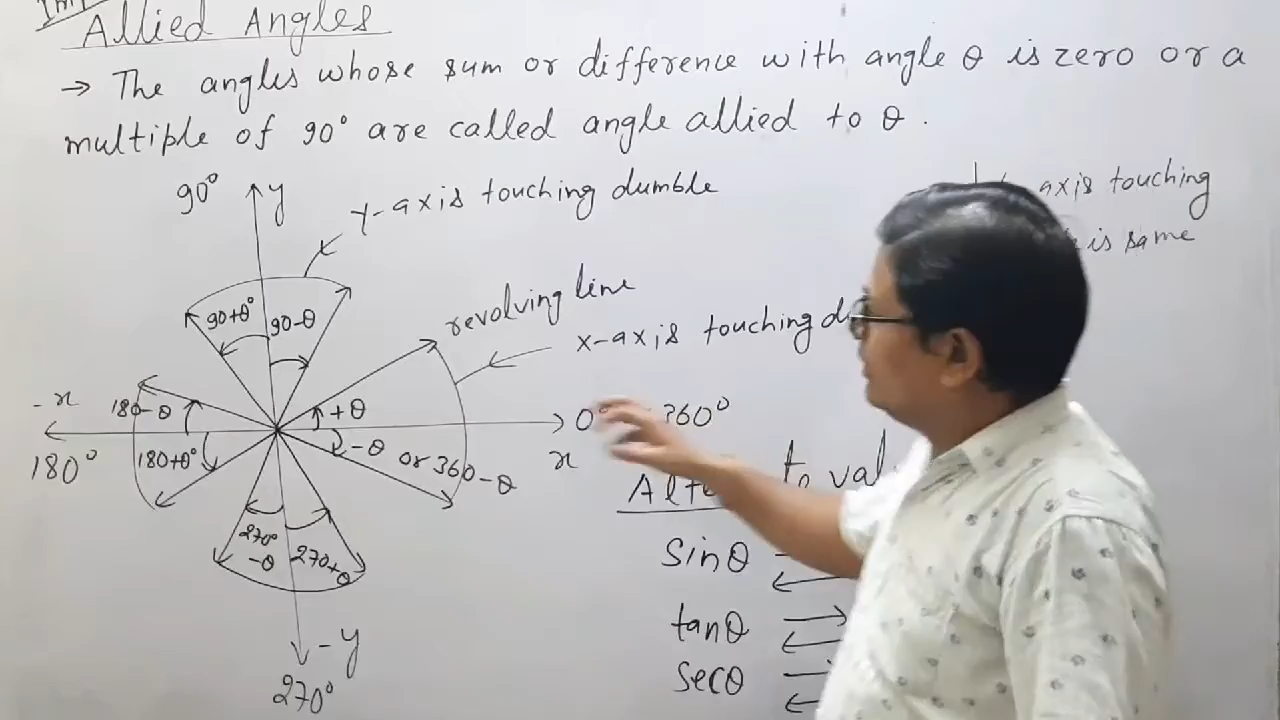 Imp
Allied Angles
→ The angles whose sum or difference with angle θ is zero or a
multiple of 90° are called angle allied to θ.
90°
y
y-axis touching dumble
axis touching
is same
90+θ°
90-θ
revolving line
x-axis touching
-x
180-θ
+θ
0°
360°
180°
180+θ°
-θ or 360-θ
x
270°
-θ
270+θ
-y
270°
to
sinθ
tanθ
secθ